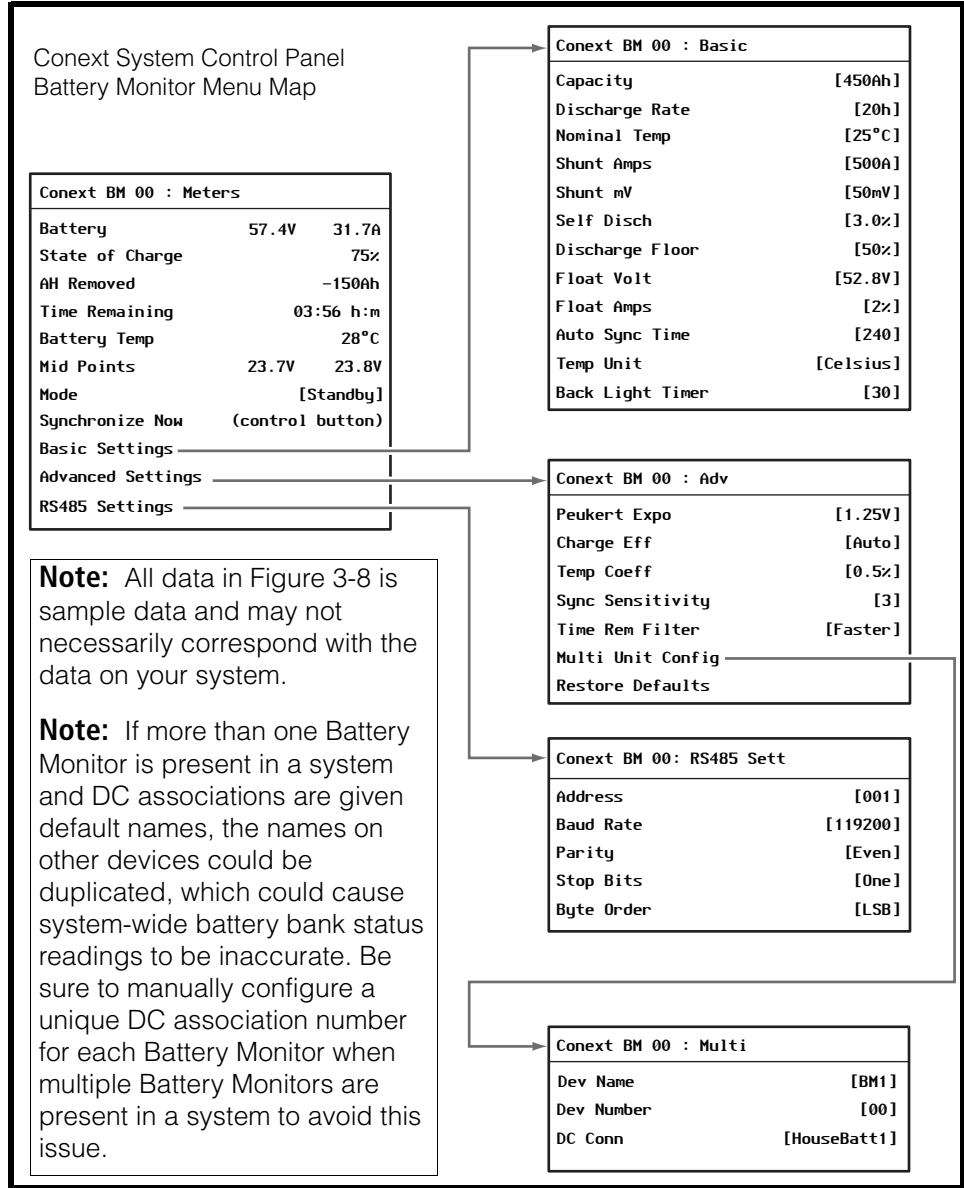 Conext System Control Panel
Battery Monitor Menu Map
Conext BM 00 : Meters
Battery 57.4V 31.7A
State of Charge 75%
AH Removed -150Ah
Time Remaining 03:56 h:m
Battery Temp 28°C
Mid Points 23.7V 23.8V
Mode [Standby]
Synchronize Now (control button)
Basic Settings
Advanced Settings
RS485 Settings
Note: All data in Figure 3-8 is
sample data and may not
necessarily correspond with the
data on your system.
Note: If more than one Battery
Monitor is present in a system
and DC associations are given
default names, the names on
other devices could be
duplicated, which could cause
system-wide battery bank status
readings to be inaccurate. Be
sure to manually configure a
unique DC association number
for each Battery Monitor when
multiple Battery Monitors are
present in a system to avoid this
issue.
Conext BM 00 : Basic
Capacity [450Ah]
Discharge Rate [20h]
Nominal Temp [25°C]
Shunt Amps [500A]
Shunt mV [50mV]
Self Disch [3.0%]
Discharge Floor [50%]
Float Volt [52.8V]
Float Amps [2%]
Auto Sync Time [240]
Temp Unit [Celsius]
Back Light Timer [30]
Conext BM 00 : Adv
Peukert Expo [1.25V]
Charge Eff [Auto]
Temp Coeff [0.5%]
Sync Sensitivity [3]
Time Rem Filter [Faster]
Multi Unit Config
Restore Defaults
Conext BM 00: RS485 Sett
Address [001]
Baud Rate [119200]
Parity [Even]
Stop Bits [One]
Byte Order [LSB]
Conext BM 00 : Multi
Dev Name [BM1]
Dev Number [00]
DC Conn [HouseBatt1]